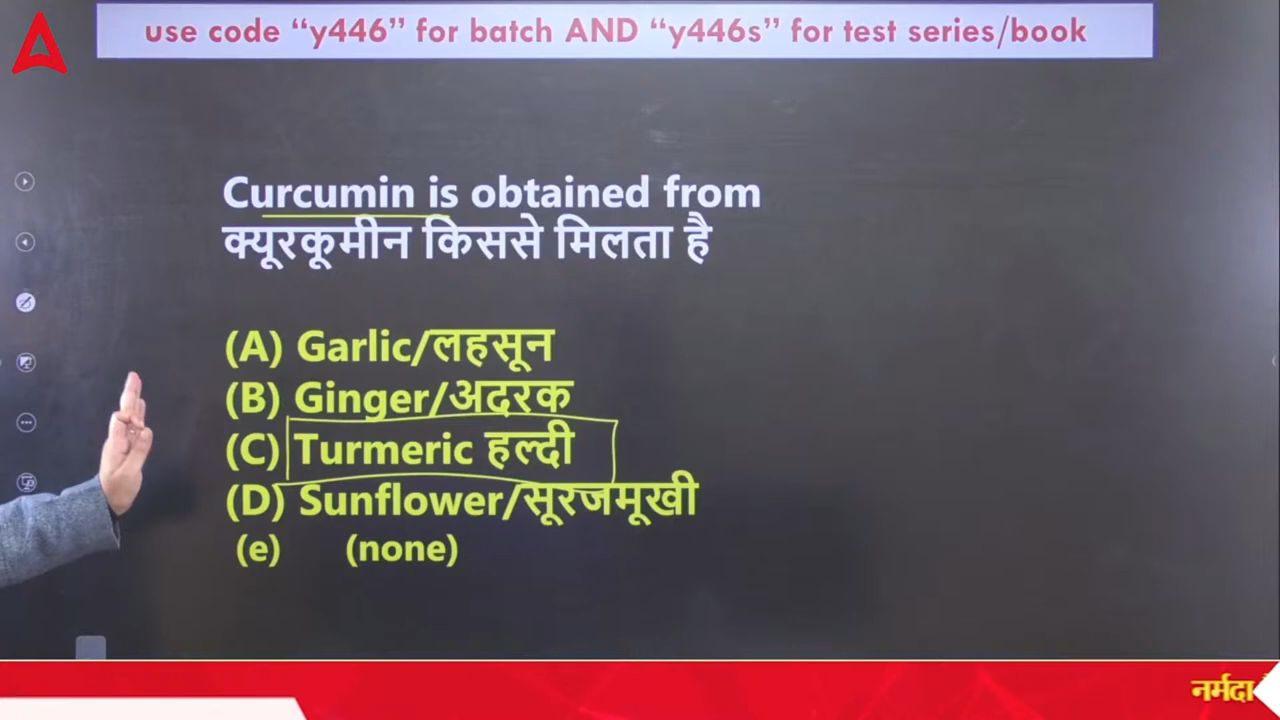 use code “y446” for batch AND “y446s” for test series/book
Curcumin is obtained from
क्यूरकूमीन किससे मिलता है
(A) Garlic/लहसून
(B) Ginger/अदरक
(C) Turmeric हल्दी
(D) Sunflower/सूरजमूखी
(e) (none)
नर्मदा